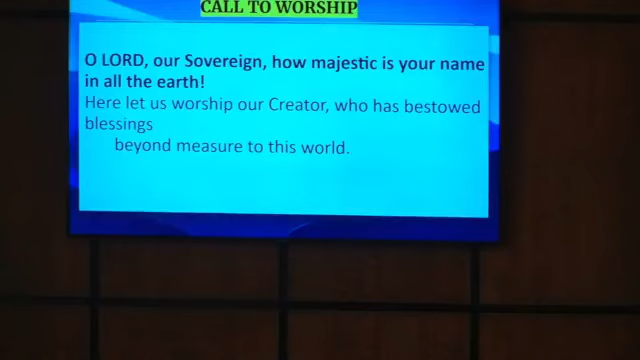 CALL TO WORSHIP
O LORD, our Sovereign, how majestic is your name
in all the earth!
Here let us worship our Creator, who has bestowed
blessings
beyond measure to this world.